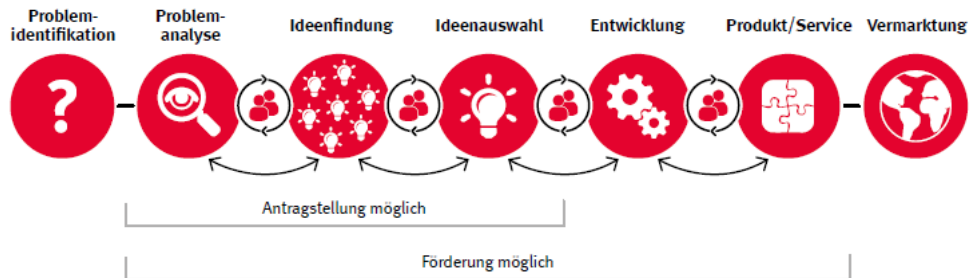 Problem-
identifikation
Problem-
analyse
Ideenfindung
Ideenauswahl
Entwicklung
Produkt/Service
Vermarktung
?
Antragstellung möglich
Förderung möglich